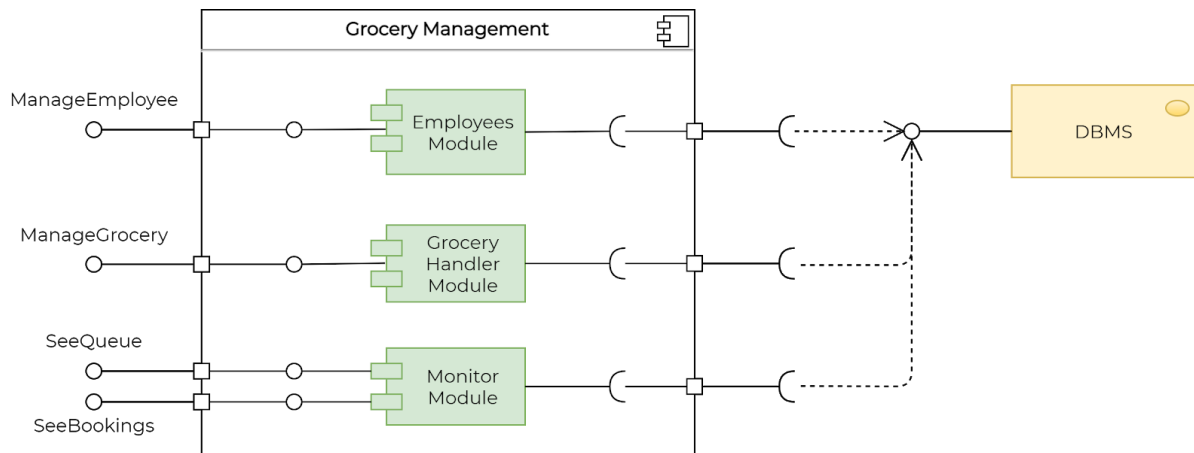 Grocery Management
ManageEmployee
Employees
Module
DBMS
ManageGrocery
Grocery
Handler
Module
SeeQueue
Monitor
Module
SeeBookings